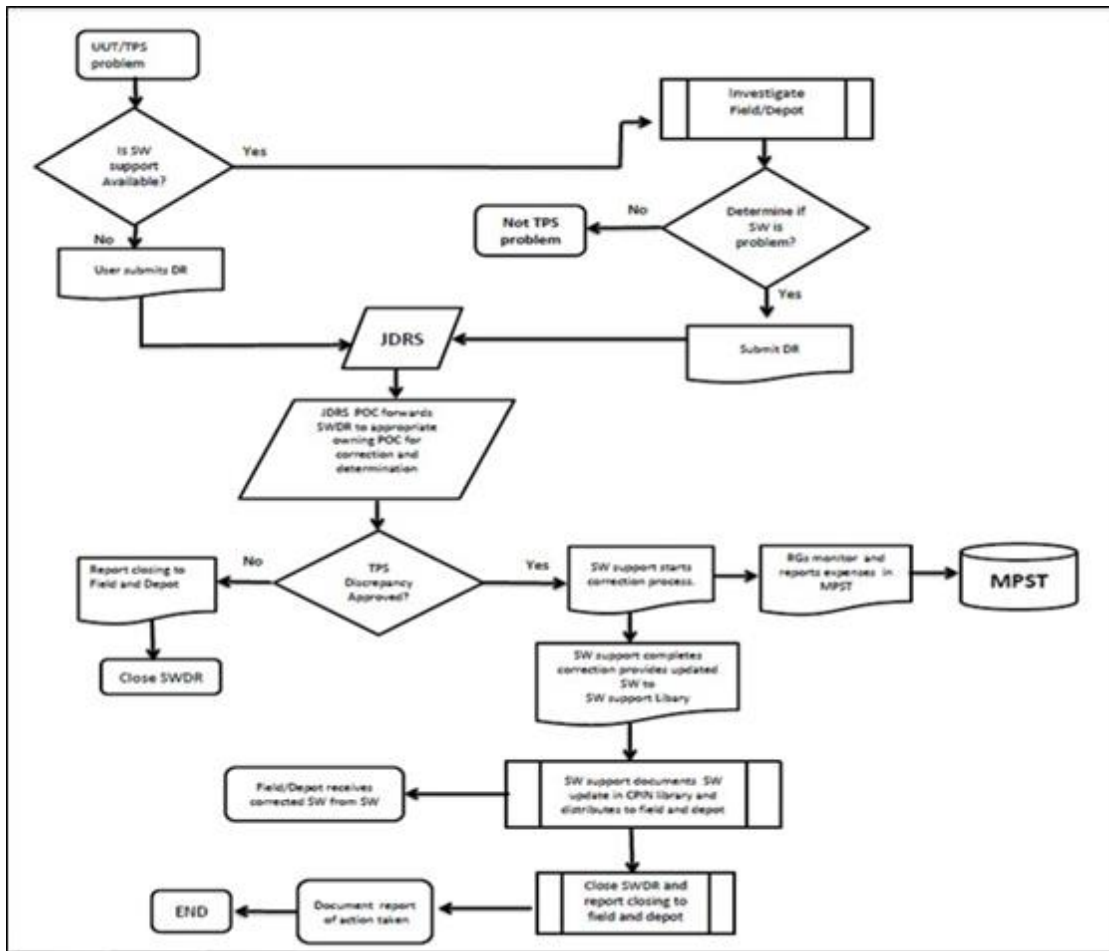 UUT/TPS
problem
Is SW
support
Available?
Yes
No
User submits DR
Investigate
Field/Depot
Determine if
SW is
problem?
No
Not TPS
problem
Yes
Submit DR
JDRS
JDRS POC forwards
SWDR to appropriate
owning POC for
correction and
determination
TPS
Discrepancy
Approved?
No
Report closing to
Field and Depot
Close SWDR
Yes
SW support starts
correction process.
RGs monitor and
reports expenses in
MPST
MPST
SW support completes
correction provides updated
SW to
SW support Libary
SW support documents SW
update in CPIN library and
distributes to field and depot
Field/Depot receives
corrected SW from SW
Close SWDR and
report closing to
field and depot
Document report
of action taken
END